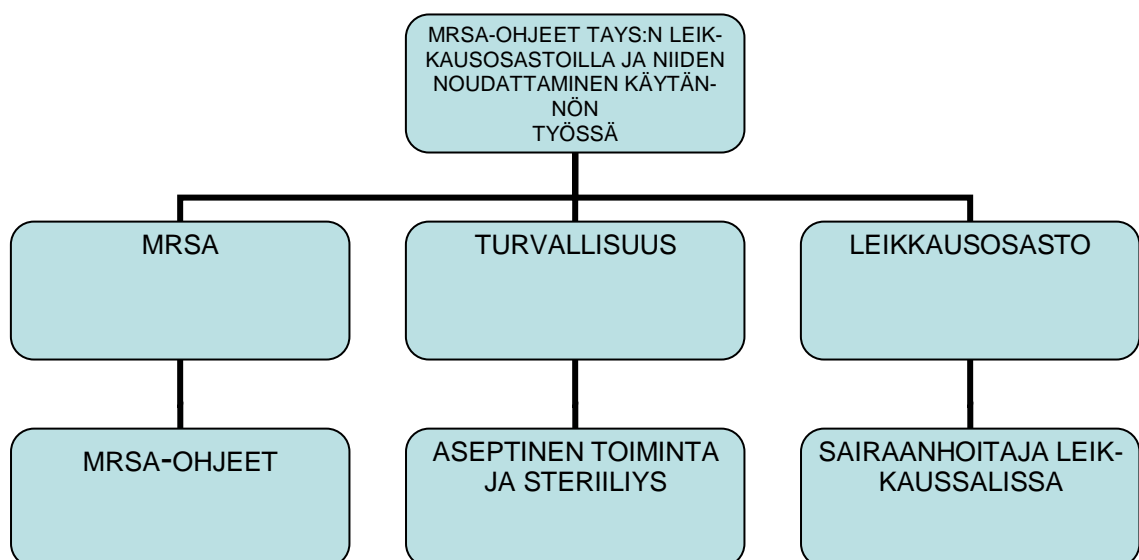 MRSA-OHJEET TAYS:N LEIK-
KAUSOSASTOILLA JA NIIDEN
NOUDATTAMINEN KÄYTÄN-
NÖN
TYÖSSÄ
MRSA
TURVALLISUUS
LEIKKAUSOSASTO
MRSA-OHJEET
ASEPTINEN TOIMINTA
JA STERIILIYS
SAIRAANHOITAJA LEIK-
KAUSSALISSA